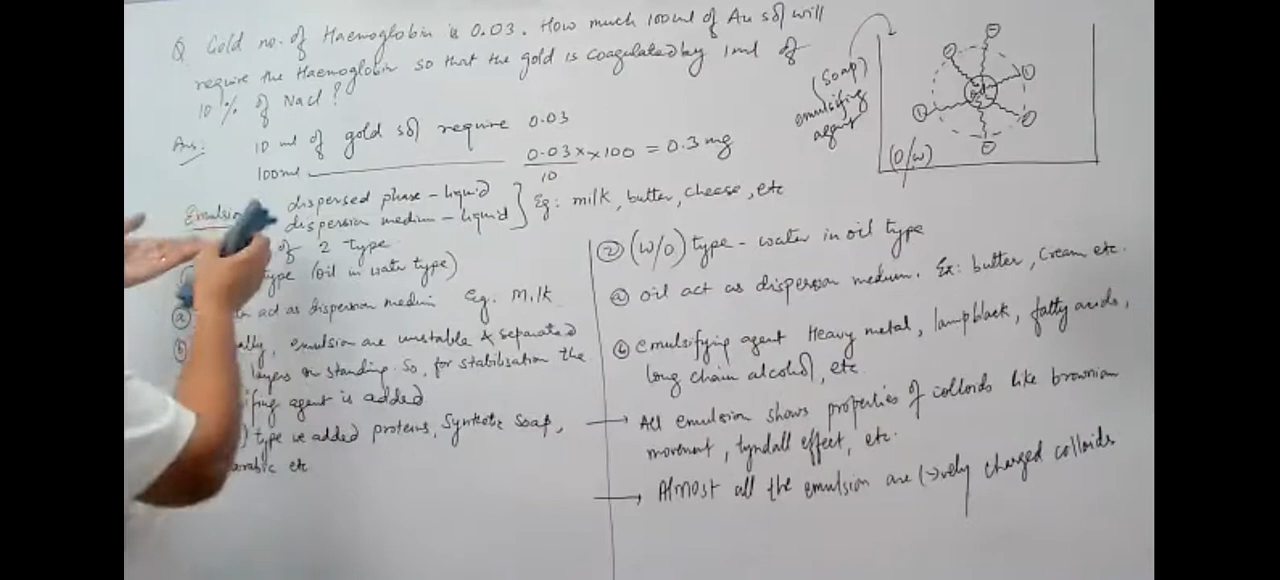 Q Gold no. of Haemoglobin is 0.03. How much 100ml of Au sol will
require the Haemoglobin so that the gold is coagulated by 1ml of
10% of NaCl?
Ans: 10 ml of gold sol require 0.03
100ml 0.03 × × 100 = 0.3 mg
10
(Soap)
emulsifying
agent
(O/W)
Emulsion dispersed phase - liquid
dispersion medium - liquid ] Eg: milk, butter, cheese, etc
of 2 type
type (oil in water type)
(a) act as dispersion medium Eg. Milk
(b) ally, emulsion are unstable & separated
layers on standing. So, for stabilisation the
ifying agent is added
) type we added proteins, Synthetic Soap,
arabic etc
(2) (W/O) type - water in oil type
(a) oil act as dispersion medium. Ex: butter, cream etc.
(b) emulsifying agent Heavy metal, lampblack, fatty acids,
long chain alcohol, etc
→ All emulsion shows properties of colloids like brownian
movement, tyndall effect, etc.
→ Almost all the emulsion are (-)vely charged colloids